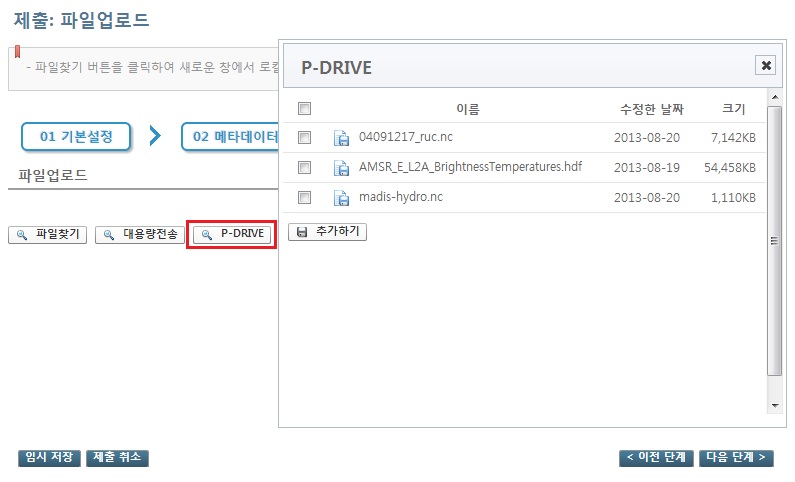 제출: 파일업로드
- 파일찾기 버튼을 클릭하여 새로운 창에서 로컬
01 기본설정
02 메타데이터
파일업로드
파일찾기
대용량전송
P-DRIVE
P-DRIVE
이름 수정한 날짜 크기
04091217_ruc.nc 2013-08-20 7,142KB
AMSR_E_L2A_BrightnessTemperatures.hdf 2013-08-19 54,458KB
madis-hydro.nc 2013-08-20 1,110KB
추가하기
임시 저장
제출 취소
< 이전 단계
다음 단계 >